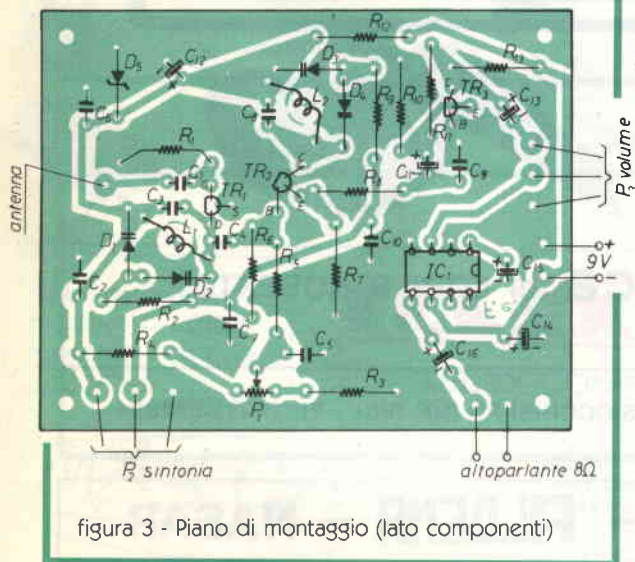 R12
D5
C12
D3
R13
C6
L2
D4
R9
R10
TR3
C
B
E
C13
R1
C8
R11
C11
C9
P3 volume
antenna
C1
C3
TR1
S
D
TR2
C
B
E
R8
D1
L1
C4
R6
R5
C10
+
9V
-
C2
D2
R7
IC1
C15
R2
C7
C14
R4
C5
C16
P1
R3
P2 sintonia
altoparlante 8Ω
figura 3 - Piano di montaggio (lato componenti)